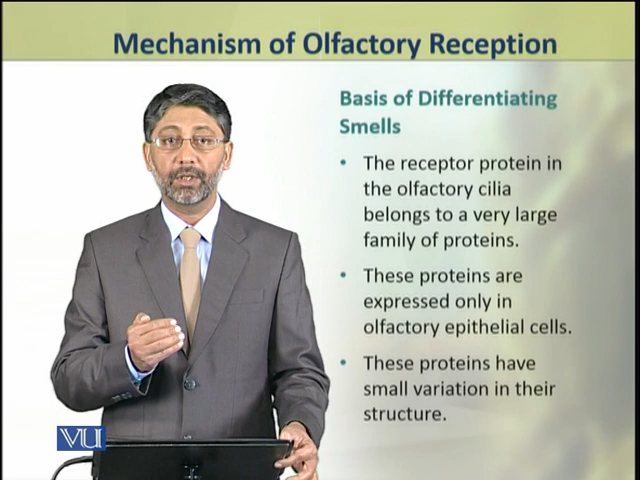 Mechanism of Olfactory Reception
Basis of Differentiating
Smells
• The receptor protein in
the olfactory cilia
belongs to a very large
family of proteins.
• These proteins are
expressed only in
olfactory epithelial cells.
• These proteins have
small variation in their
structure.
VU